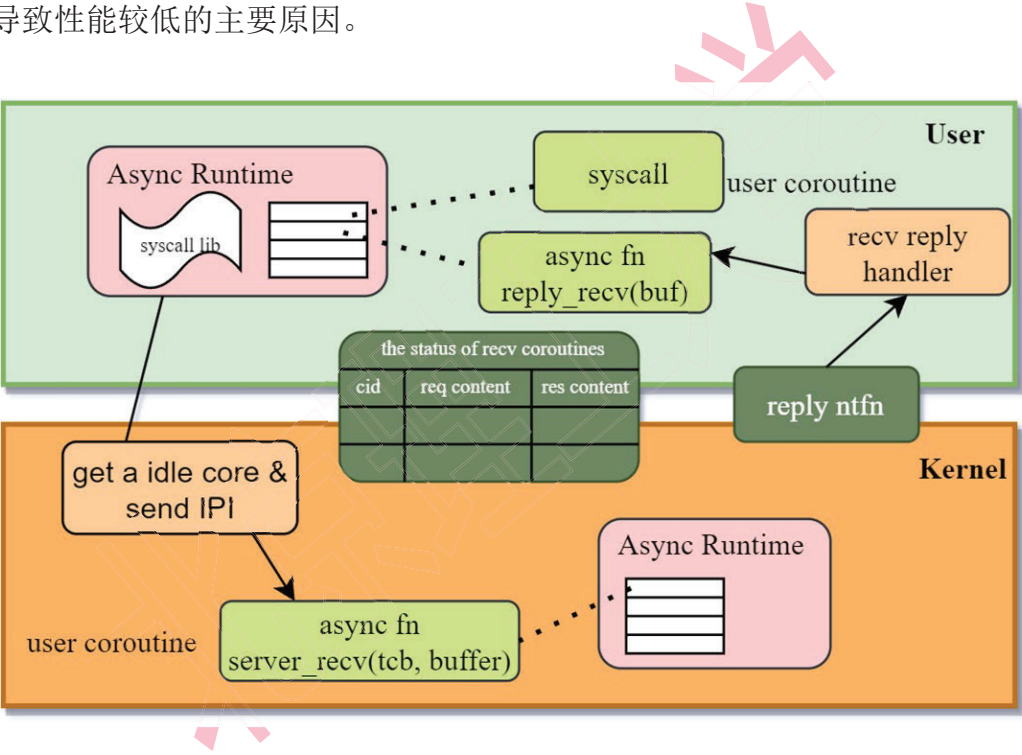 导致性能较低的主要原因。
User
Async Runtime
syscall lib
syscall
user coroutine
async fn
reply_recv(buf)
recv reply
handler
the status of recv coroutines
cid
req content
res content
reply ntfn
Kernel
get a idle core &
send IPI
Async Runtime
user coroutine
async fn
server_recv(tcb, buffer)